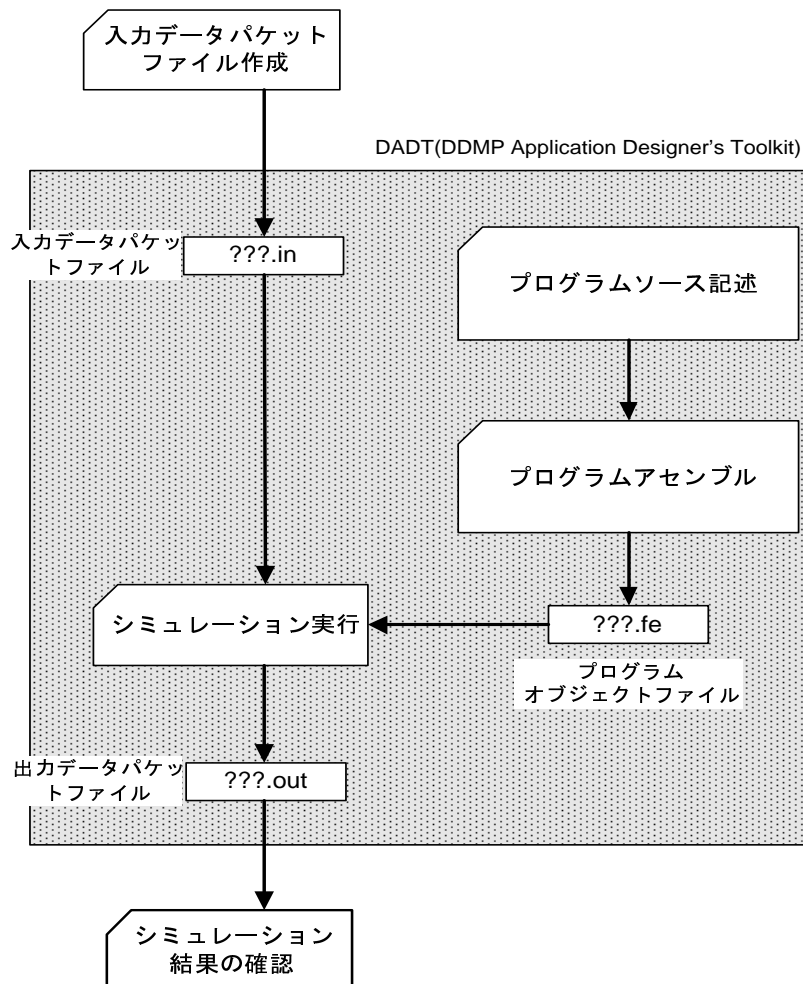 入力データパケット
ファイル作成
DADT(DDMP Application Designer's Toolkit)
入力データパケッ
トファイル
???.in
プログラムソース記述
プログラムアセンブル
シミュレーション実行
???.fe
プログラム
オブジェクトファイル
出力データパケッ
トファイル
???.out
シミュレーション
結果の確認